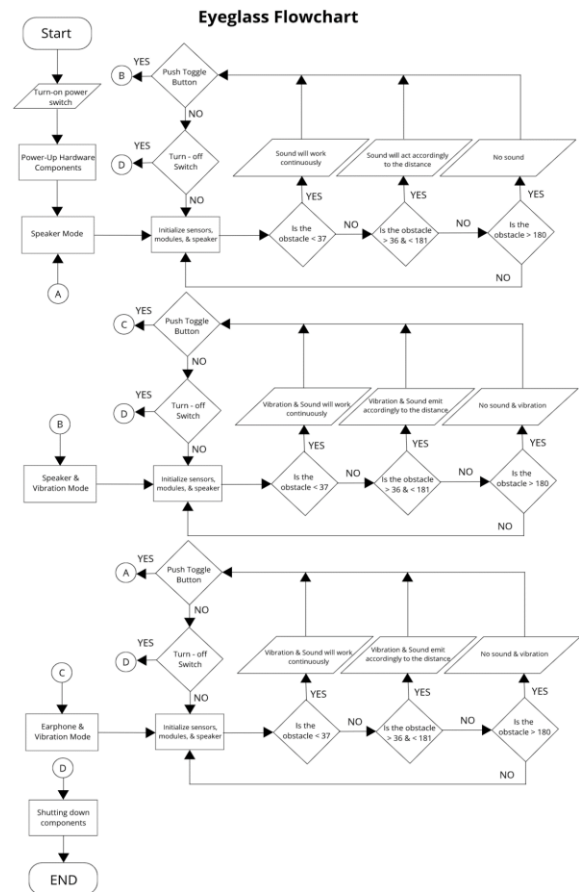 Eyeglass Flowchart
Start
Turn-on power
switch
Power-Up Hardware
Components
Speaker Mode
A
YES
B
Push Toggle
Button
NO
YES
D
Turn - off
Switch
NO
Initialize sensors,
modules, & speaker
Sound will work
continuously
Sound will act accordingly
to the distance
No sound
YES
YES
YES
Is the
obstacle < 37
NO
Is the obstacle
> 36 & < 181
NO
Is the
obstacle > 180
NO
YES
C
Push Toggle
Button
NO
YES
D
Turn - off
Switch
NO
B
Speaker &
Vibration Mode
Initialize sensors,
modules, & speaker
Vibration & Sound will work
continuously
Vibration & Sound emit
accordingly to the distance
No sound & vibration
YES
YES
YES
Is the
obstacle < 37
NO
Is the obstacle
> 36 & < 181
NO
Is the
obstacle > 180
NO
YES
A
Push Toggle
Button
NO
YES
D
Turn - off
Switch
NO
C
Earphone &
Vibration Mode
Initialize sensors,
modules, & speaker
Vibration & Sound will work
continuously
Vibration & Sound emit
accordingly to the distance
No sound & vibration
YES
YES
YES
Is the
obstacle < 37
NO
Is the obstacle
> 36 & < 181
NO
Is the
obstacle > 180
NO
D
Shutting down
components
END